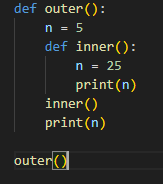 def outer():
    n = 5
    def inner():
        n = 25
        print(n)
    inner()
    print(n)

outer()